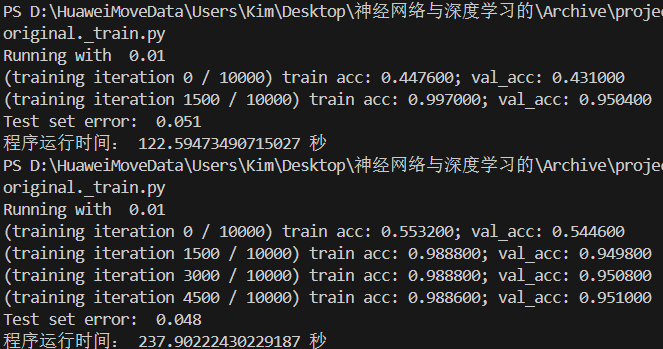 PS D:\HuaweiMoveData\Users\Kim\Desktop\神经网络与深度学习的\Archive\projec
original._train.py
Running with  0.01
(training iteration 0 / 10000) train acc: 0.447600; val_acc: 0.431000
(training iteration 1500 / 10000) train acc: 0.997000; val_acc: 0.950400
Test set error:  0.051
程序运行时间： 122.59473490715027 秒
PS D:\HuaweiMoveData\Users\Kim\Desktop\神经网络与深度学习的\Archive\projec
original._train.py
Running with  0.01
(training iteration 0 / 10000) train acc: 0.553200; val_acc: 0.544600
(training iteration 1500 / 10000) train acc: 0.988800; val_acc: 0.949800
(training iteration 3000 / 10000) train acc: 0.988800; val_acc: 0.950800
(training iteration 4500 / 10000) train acc: 0.988600; val_acc: 0.951000
Test set error:  0.048
程序运行时间： 237.90222430229187 秒